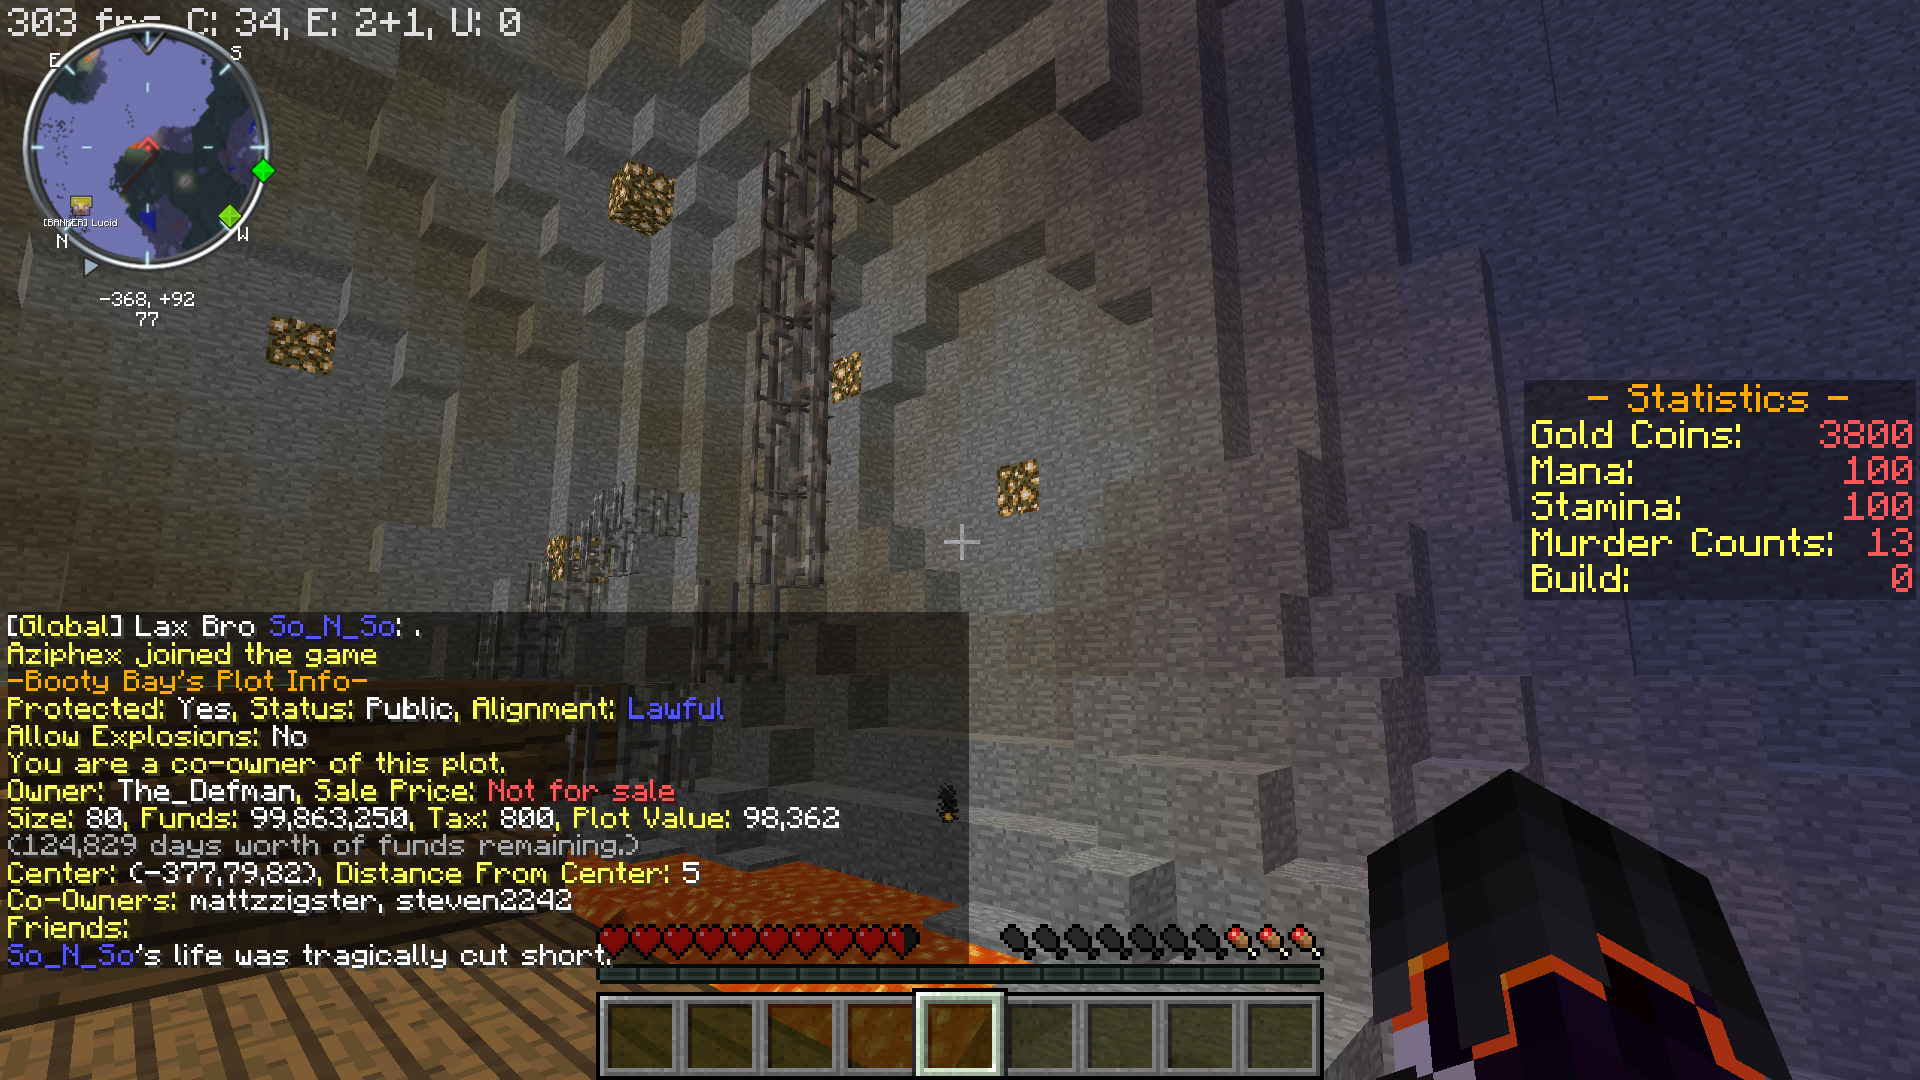 303 fps, C: 34, E: 2+1, U: 0
E
S
[BANKER] Lucid
N
W
-368, +92
77
- Statistics -
Gold Coins: 3800
Mana: 100
Stamina: 100
Murder Counts: 13
Build: 0
[Global] Lax Bro So_N_So: .
Aziphex joined the game
-Booty Bay's Plot Info-
Protected: Yes, Status: Public, Alignment: Lawful
Allow Explosions: No
You are a co-owner of this plot.
Owner: The_Defman, Sale Price: Not for sale
Size: 80, Funds: 99,863,250, Tax: 800, Plot Value: 98,362
(124,829 days worth of funds remaining.)
Center: (-377,79,82), Distance From Center: 5
Co-Owners: mattzzigster, steven2242
Friends:
So_N_So's life was tragically cut short.